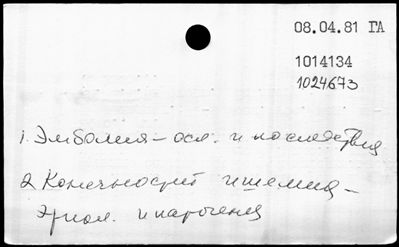 08.04.81 ГА
1014134
1024673
1. Эмболия – осл. и последствия
2 Конечностей ишемия –
этиол. и патогенез